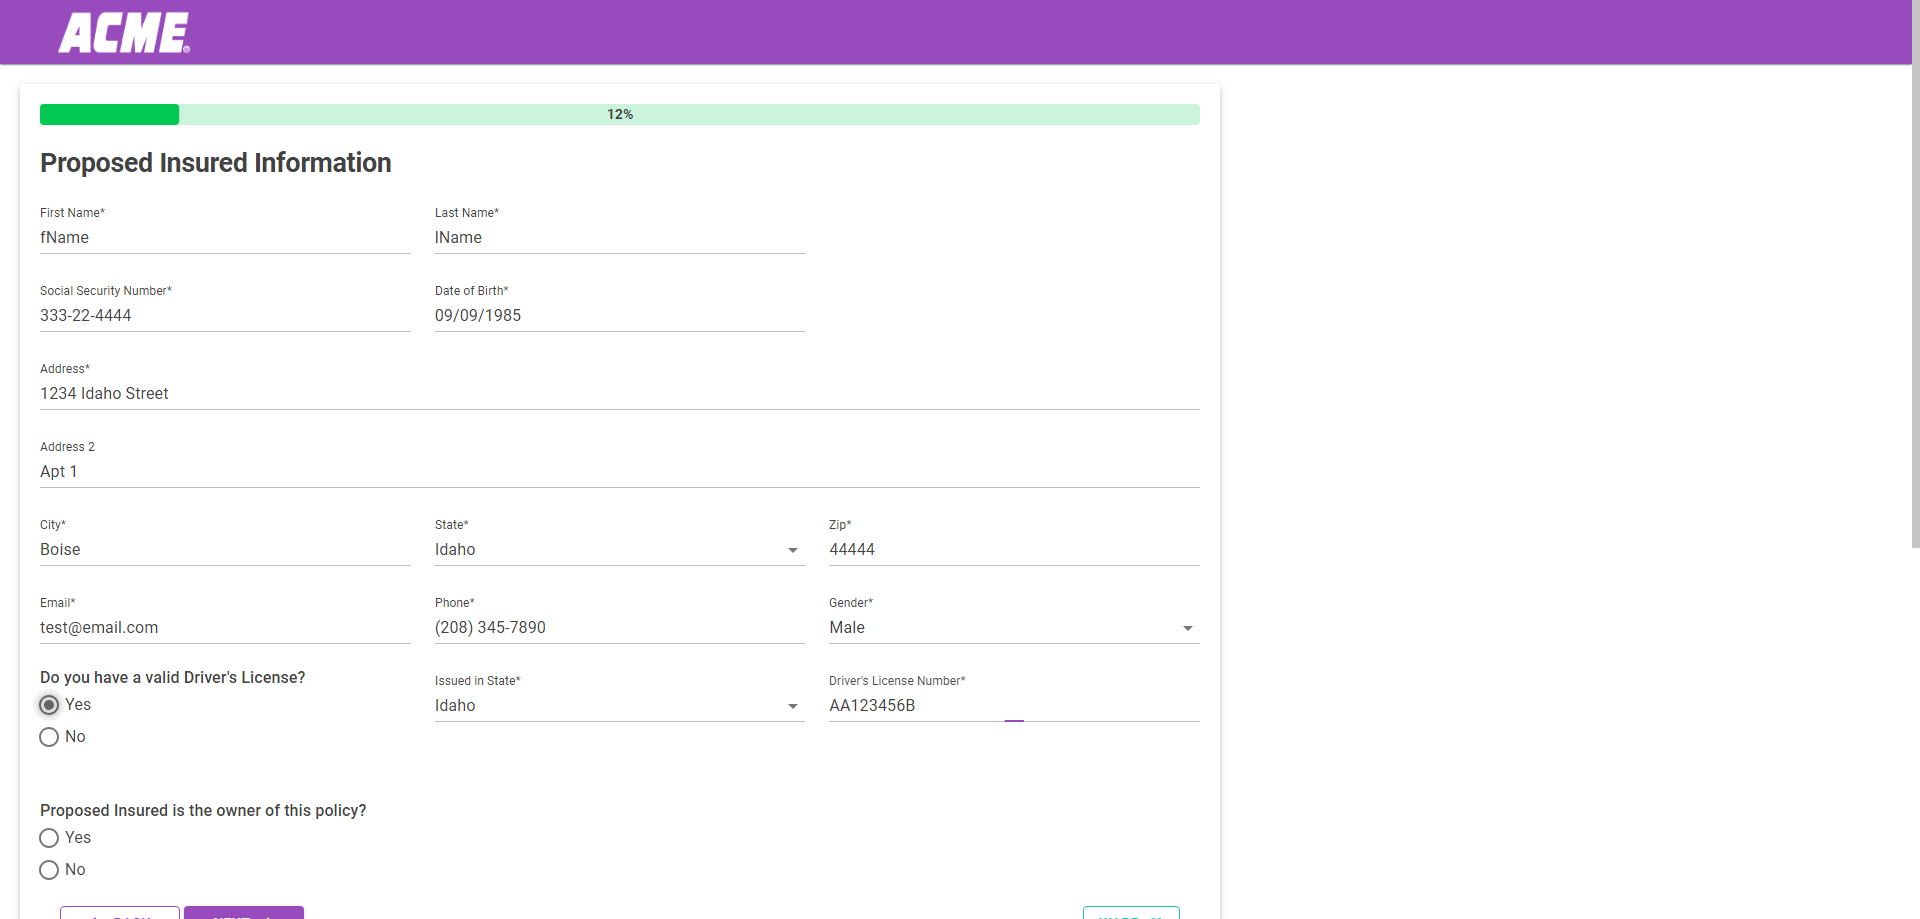 ACME®
12%
Proposed Insured Information
First Name* Last Name*
fName lName
Social Security Number* Date of Birth*
333-22-4444 09/09/1985
Address*
1234 Idaho Street
Address 2
Apt 1
City* State* Zip*
Boise Idaho 44444
Email* Phone* Gender*
test@email.com (208) 345-7890 Male
Do you have a valid Driver's License? Issued in State* Driver's License Number*
Yes Idaho AA123456B
No
Proposed Insured is the owner of this policy?
Yes
No